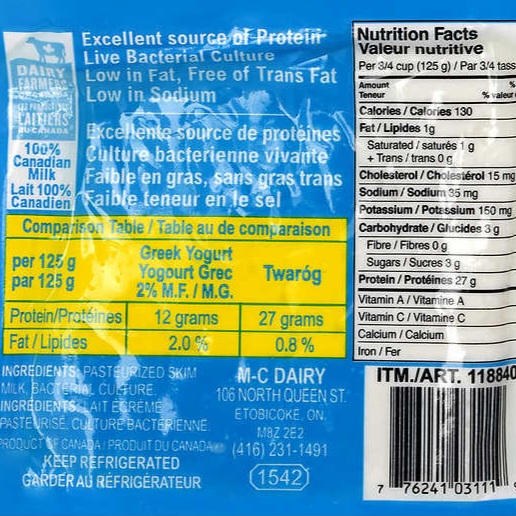 Excellent source of Protein
Live Bacterial Culture
Low in Fat, Free of Trans Fat
Low in Sodium
Excellente source de protéines
Culture bacterienne vivante
Faible en gras, sans gras trans
Faible teneur en le sel
DAIRY
FARMERS
OF CANADA
LES PRODUCTEURS
LAITIERS
DU CANADA
100%
Canadian
Milk
Lait 100%
Canadien
Comparison Table / Table au de comparaison
per 125 g
par 125 g
Greek Yogurt
Yogourt Grec
2% M.F. / M.G.
Twaróg
Protein/Protéines 12 grams 27 grams
Fat / Lipides 2.0 % 0.8 %
INGREDIENTS: PASTEURIZED SKIM
MILK, BACTERIAL CULTURE.
INGRÉDIENTS: LAIT ÉCRÉMÉ
PASTEURISÉ, CULTURE BACTÉRIENNE.
PRODUCT OF CANADA / PRODUIT DU CANADA
KEEP REFRIGERATED
GARDER AU RÉFRIGÉRATEUR
M-C DAIRY
106 NORTH QUEEN ST.
ETOBICOKE, ON.
M8Z 2E2
(416) 231-1491
1542
Nutrition Facts
Valeur nutritive
Per 3/4 cup (125 g) / Par 3/4 tass
Amount %
Teneur % valeur
Calories / Calories 130
Fat / Lipides 1g
Saturated / saturés 1 g
+ Trans / trans 0 g
Cholesterol / Cholestérol 15 mg
Sodium / Sodium 35 mg
Potassium / Potassium 150 mg
Carbohydrate / Glucides 3 g
Fibre / Fibres 0 g
Sugars / Sucres 3 g
Protein / Protéines 27 g
Vitamin A / Vitamine A
Vitamin C / Vitamine C
Calcium / Calcium
Iron / Fer
ITM./ART. 118840
7 76241 03111 9